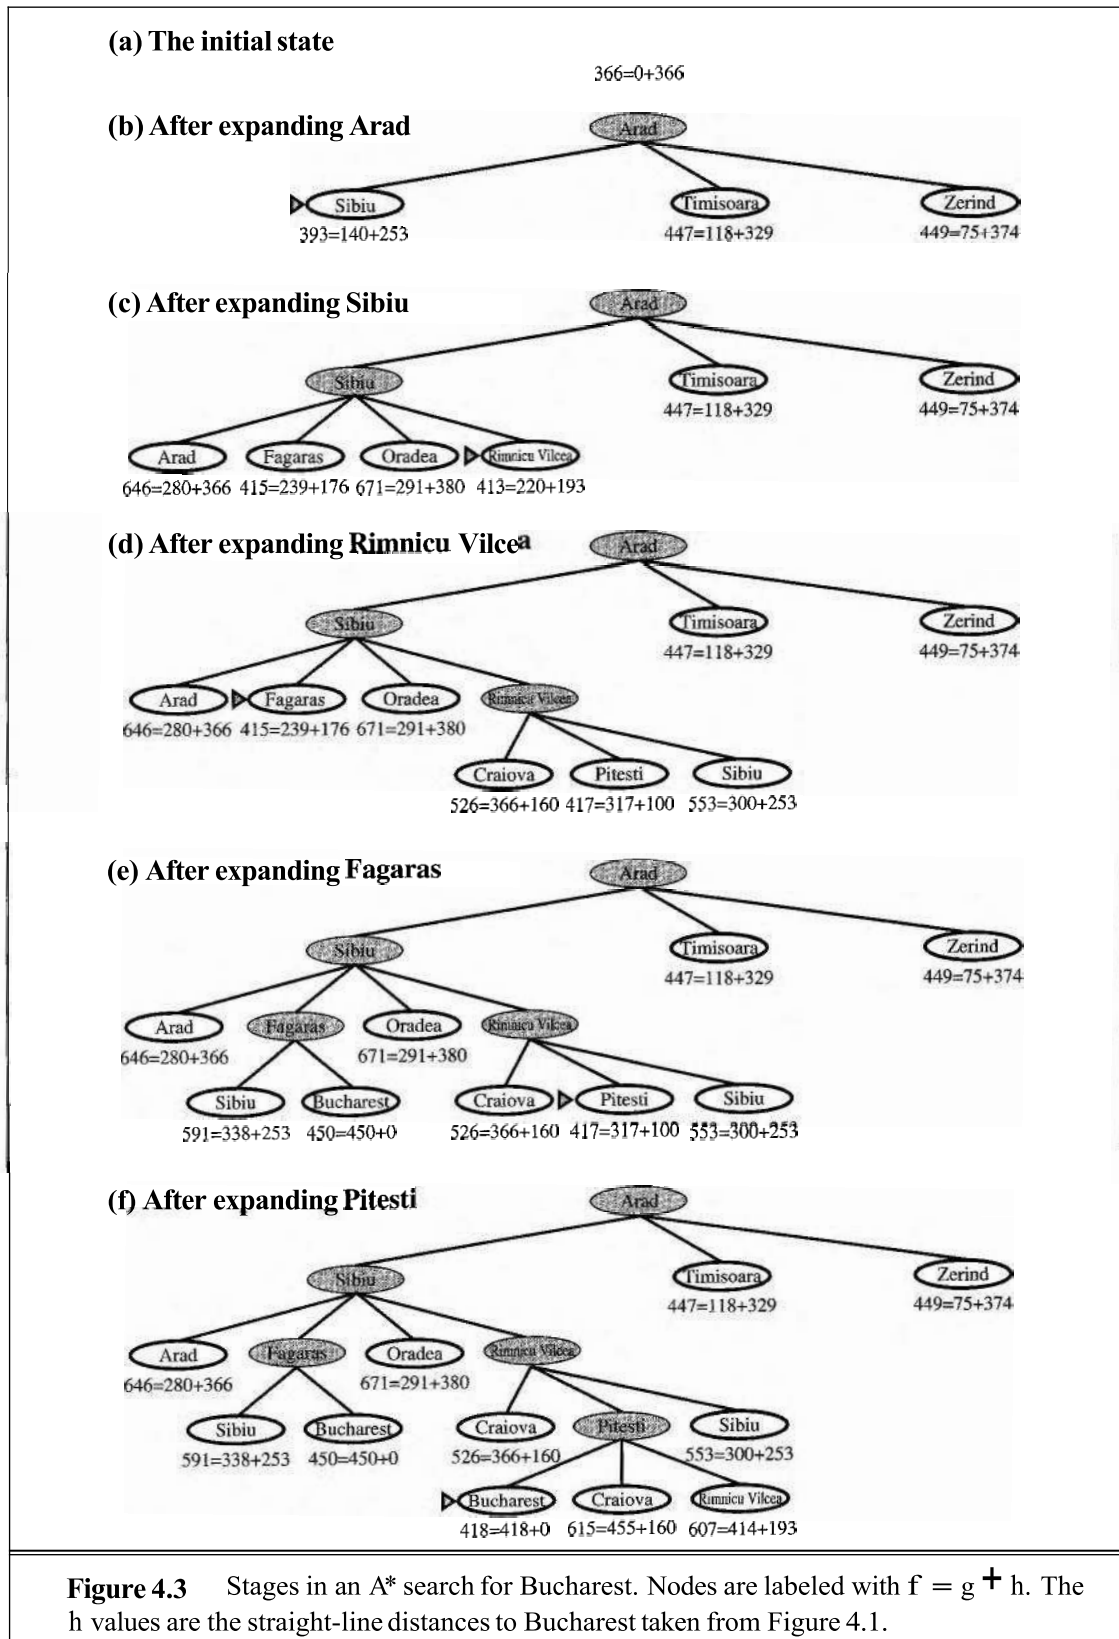 (a) The initial state
366=0+366
(b) After expanding Arad
Arad
Sibiu Timisoara Zerind
393=140+253 447=118+329 449=75+374
(c) After expanding Sibiu
Arad
Sibiu Timisoara Zerind
447=118+329 449=75+374
Arad Fagaras Oradea Rimnicu Vilcea
646=280+366 415=239+176 671=291+380 413=220+193
(d) After expanding Rimnicu Vilcea
Arad
Sibiu Timisoara Zerind
447=118+329 449=75+374
Arad Fagaras Oradea Rimnicu Vilcea
646=280+366 415=239+176 671=291+380
Craiova Pitesti Sibiu
526=366+160 417=317+100 553=300+253
(e) After expanding Fagaras
Arad
Sibiu Timisoara Zerind
447=118+329 449=75+374
Arad Fagaras Oradea Rimnicu Vilcea
646=280+366 671=291+380
Sibiu Bucharest Craiova Pitesti Sibiu
591=338+253 450=450+0 526=366+160 417=317+100 553=300+253
(f) After expanding Pitesti
Arad
Sibiu Timisoara Zerind
447=118+329 449=75+374
Arad Fagaras Oradea Rimnicu Vilcea
646=280+366 671=291+380
Sibiu Bucharest Craiova Pitesti Sibiu
591=338+253 450=450+0 526=366+160 553=300+253
Bucharest Craiova Rimnicu Vilcea
418=418+0 615=455+160 607=414+193
Figure 4.3 Stages in an A* search for Bucharest. Nodes are labeled with f = g + h. The
h values are the straight-line distances to Bucharest taken from Figure 4.1.